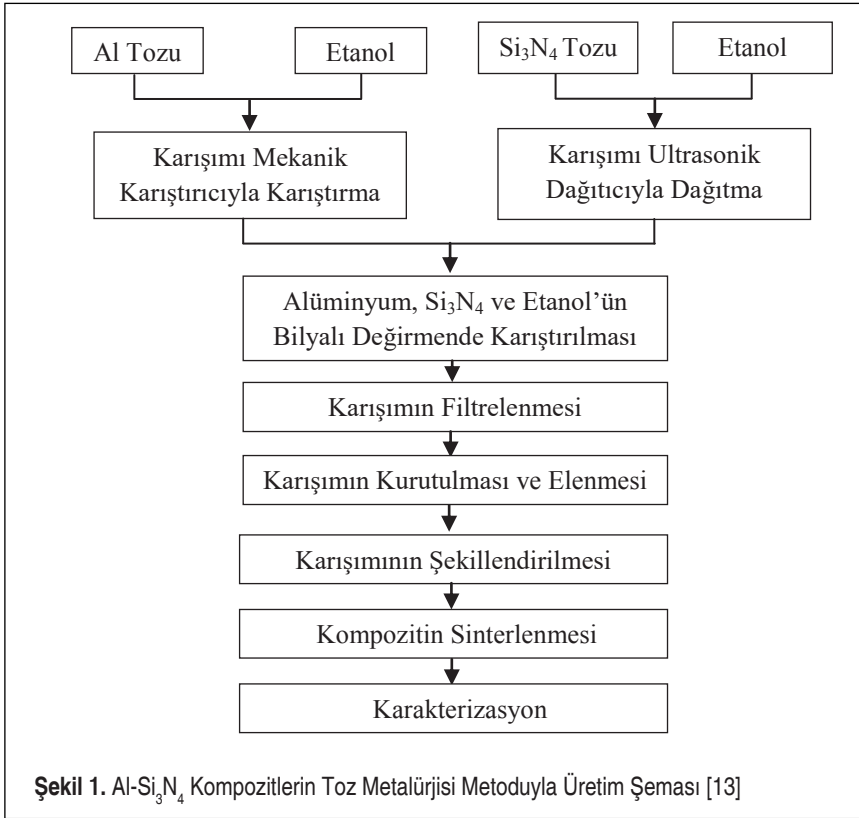 Al Tozu
Etanol
Si₃N₄ Tozu
Etanol
Karışımı Mekanik
Karıştırıcıyla Karıştırma
Karışımı Ultrasonik
Dağıtıcıyla Dağıtma
Alüminyum, Si₃N₄ ve Etanol’ün
Bilyalı Değirmende Karıştırılması
Karışımın Filtrelenmesi
Karışımın Kurutulması ve Elenmesi
Karışımının Şekillendirilmesi
Kompozitin Sinterlenmesi
Karakterizasyon
Şekil 1. Al-Si₃N₄ Kompozitlerin Toz Metalürjisi Metoduyla Üretim Şeması [13]